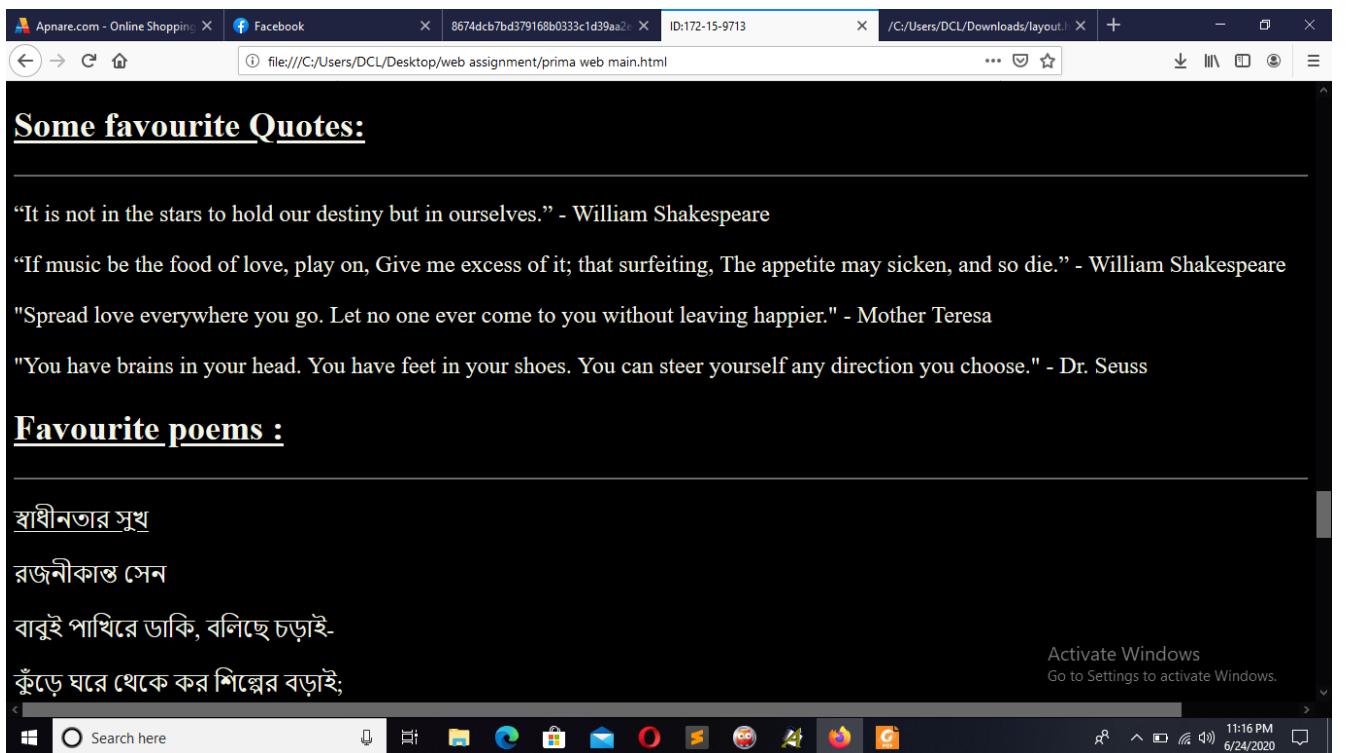 Apnare.com - Online Shopping
Facebook
8674dcb7bd379168b0333c1d39aa2e
ID:172-15-9713
/C:/Users/DCL/Downloads/layout.h
file:///C:/Users/DCL/Desktop/web assignment/prima web main.html
Some favourite Quotes:
“It is not in the stars to hold our destiny but in ourselves.” - William Shakespeare
“If music be the food of love, play on, Give me excess of it; that surfeiting, The appetite may sicken, and so die.” - William Shakespeare
"Spread love everywhere you go. Let no one ever come to you without leaving happier." - Mother Teresa
"You have brains in your head. You have feet in your shoes. You can steer yourself any direction you choose." - Dr. Seuss
Favourite poems :
স্বাধীনতার সুখ
রজনীকান্ত সেন
বাবুই পাখিরে ডাকি, বলিছে চড়াই-
কুঁড়ে ঘরে থেকে কর শিল্পের বড়াই;
Activate Windows
Go to Settings to activate Windows.
Search here
11:16 PM
6/24/2020